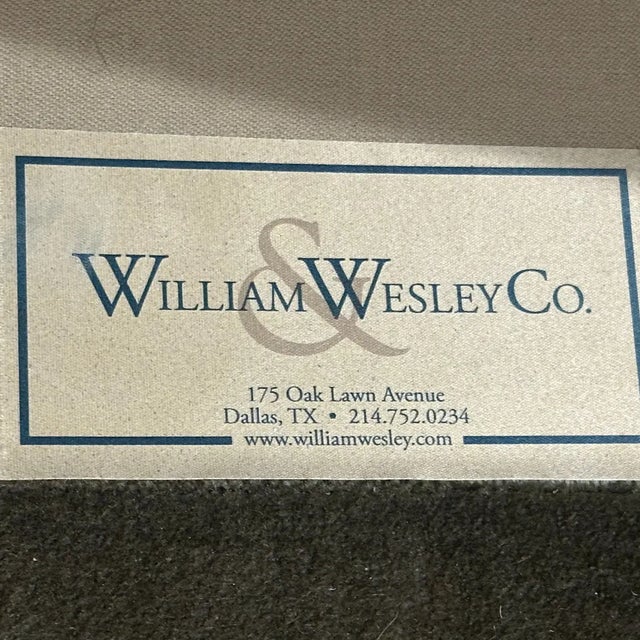 William & Wesley Co.
175 Oak Lawn Avenue
Dallas, TX • 214.752.0234
www.williamwesley.com